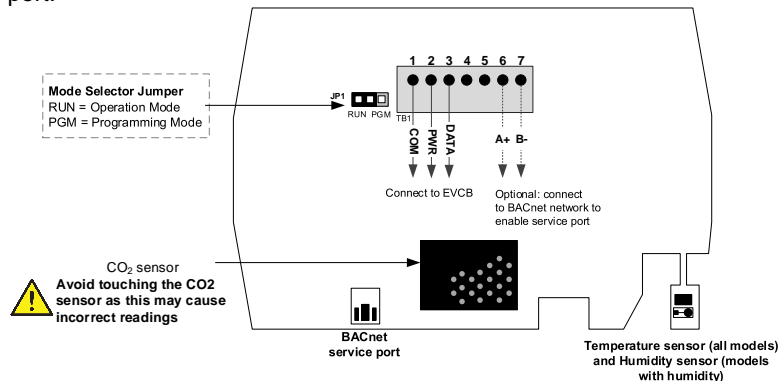 port.
1 2 3 4 5 6 7
Mode Selector Jumper
RUN = Operation Mode
PGM = Programming Mode
JP1
RUN PGM
TB1
COM
PWR
DATA
A+ B-
Connect to EVCB
Optional: connect
to BACnet network to
enable service port
CO2 sensor
Avoid touching the CO2
sensor as this may cause
incorrect readings
BACnet
service port
Temperature sensor (all models)
and Humidity sensor (models
with humidity)